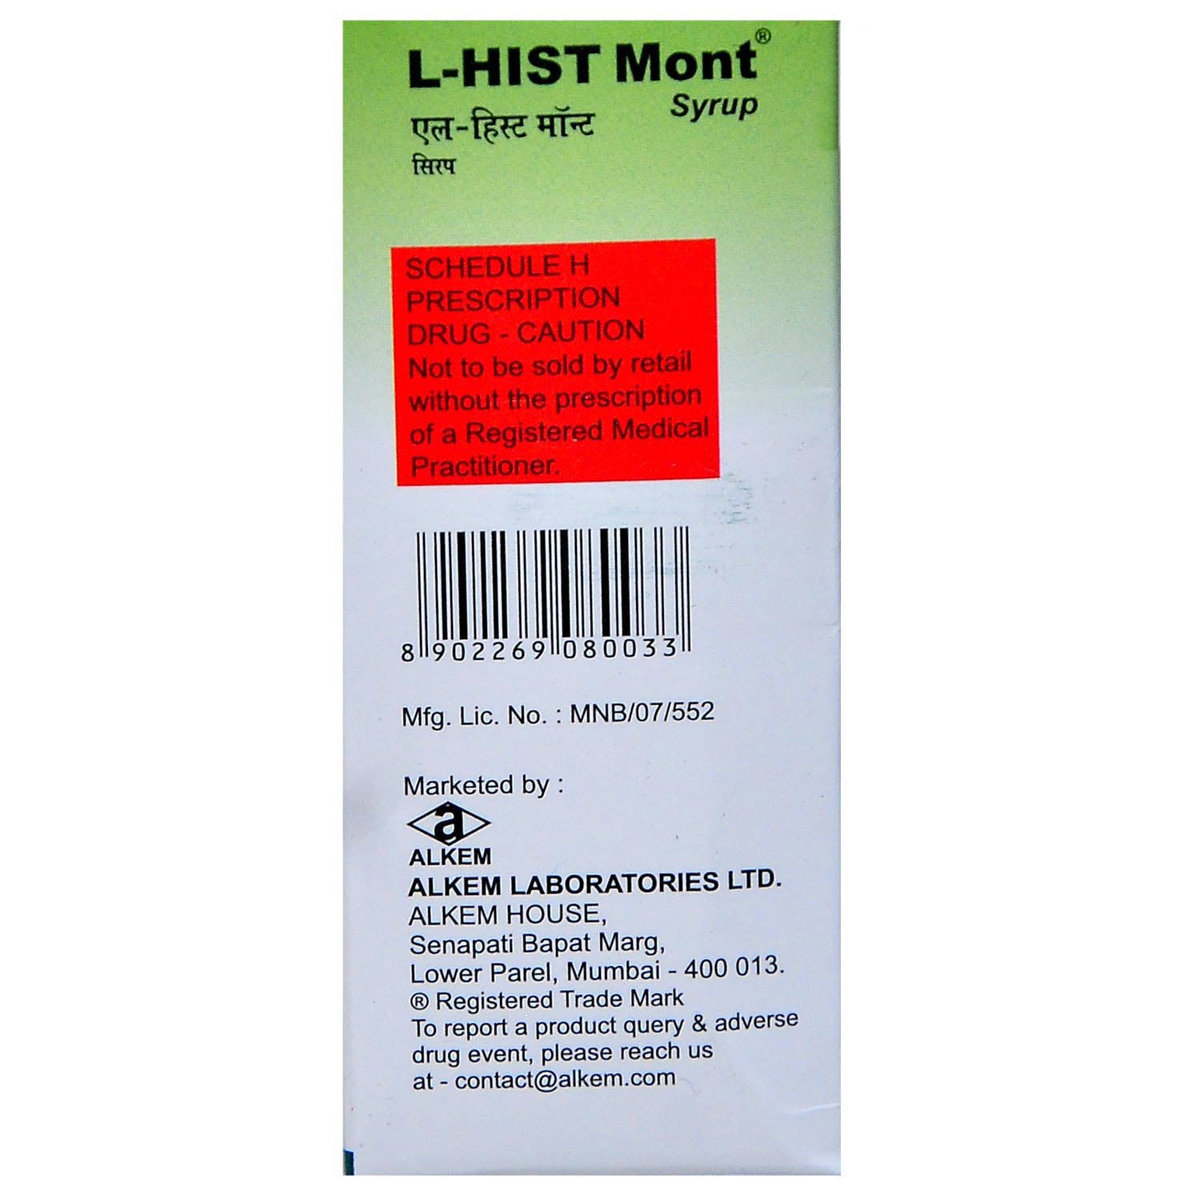 L-HIST Mont®
Syrup
एल-हिस्ट मॉन्ट
सिरप
SCHEDULE H
PRESCRIPTION
DRUG - CAUTION
Not to be sold by retail
without the prescription
of a Registered Medical
Practitioner.
8 902269 080033
Mfg. Lic. No. : MNB/07/552
Marketed by :
a
ALKEM
ALKEM LABORATORIES LTD.
ALKEM HOUSE,
Senapati Bapat Marg,
Lower Parel, Mumbai - 400 013.
® Registered Trade Mark
To report a product query & adverse
drug event, please reach us
at - contact@alkem.com